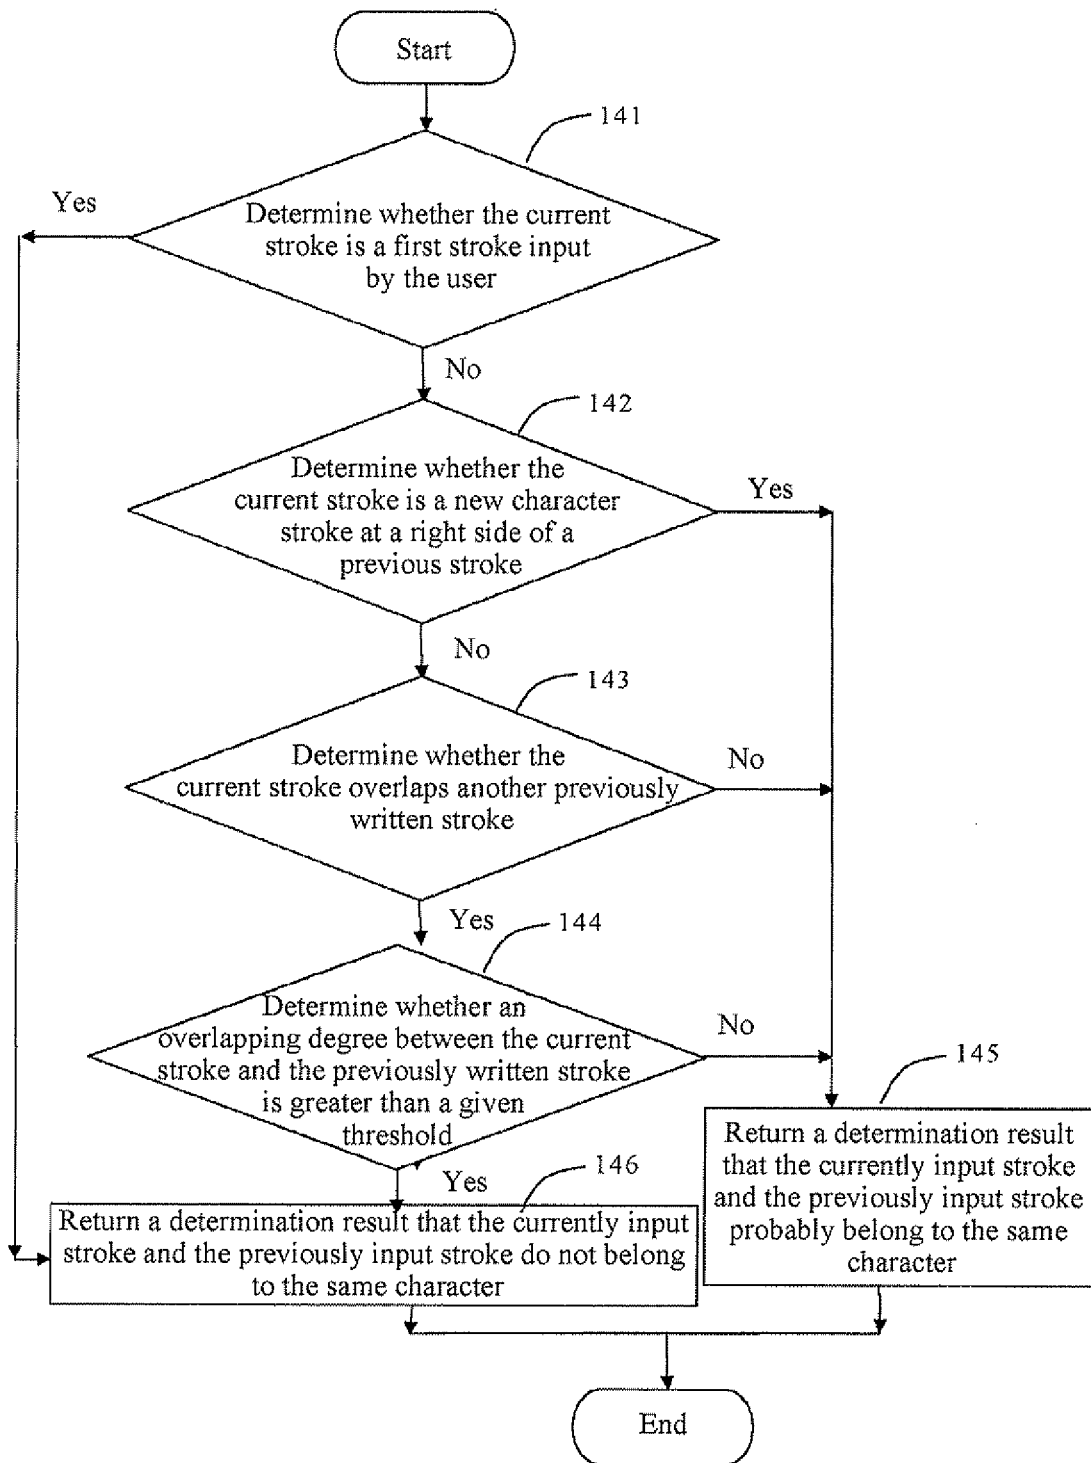 Start
141
Yes
Determine whether the current
stroke is a first stroke input
by the user
No
142
Determine whether the
current stroke is a new character
stroke at a right side of a
previous stroke
Yes
No
143
Determine whether the
current stroke overlaps another previously
written stroke
No
Yes
144
Determine whether an
overlapping degree between the current
stroke and the previously written stroke
is greater than a given
threshold
No
145
Return a determination result
that the currently input stroke
and the previously input stroke
probably belong to the same
character
Yes
146
Return a determination result that the currently input
stroke and the previously input stroke do not belong
to the same character
End